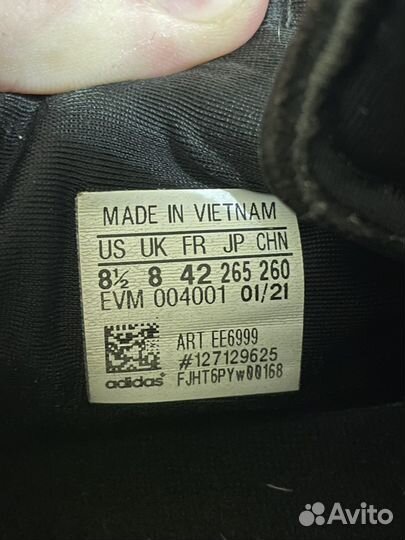 MADE IN VIETNAM
US UK FR JP CHN
8½ 8 42 265 260
EVM 004001 01/21
ART EE6999
#127129625
adidas FJHT6PYW00168
Avito